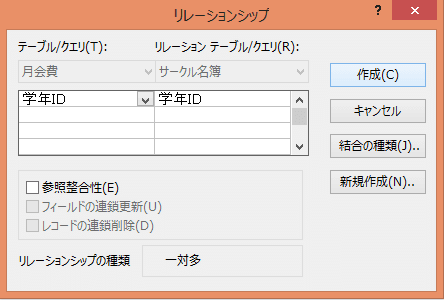 リレーションシップ
?
×
テーブル/クエリ(T):
リレーション テーブル/クエリ(R):
月会費
サークル名簿
作成(C)
学年ID
学年ID
キャンセル
結合の種類(J)..
参照整合性(E)
新規作成(N)..
フィールドの連鎖更新(U)
レコードの連鎖削除(D)
リレーションシップの種類
一対多